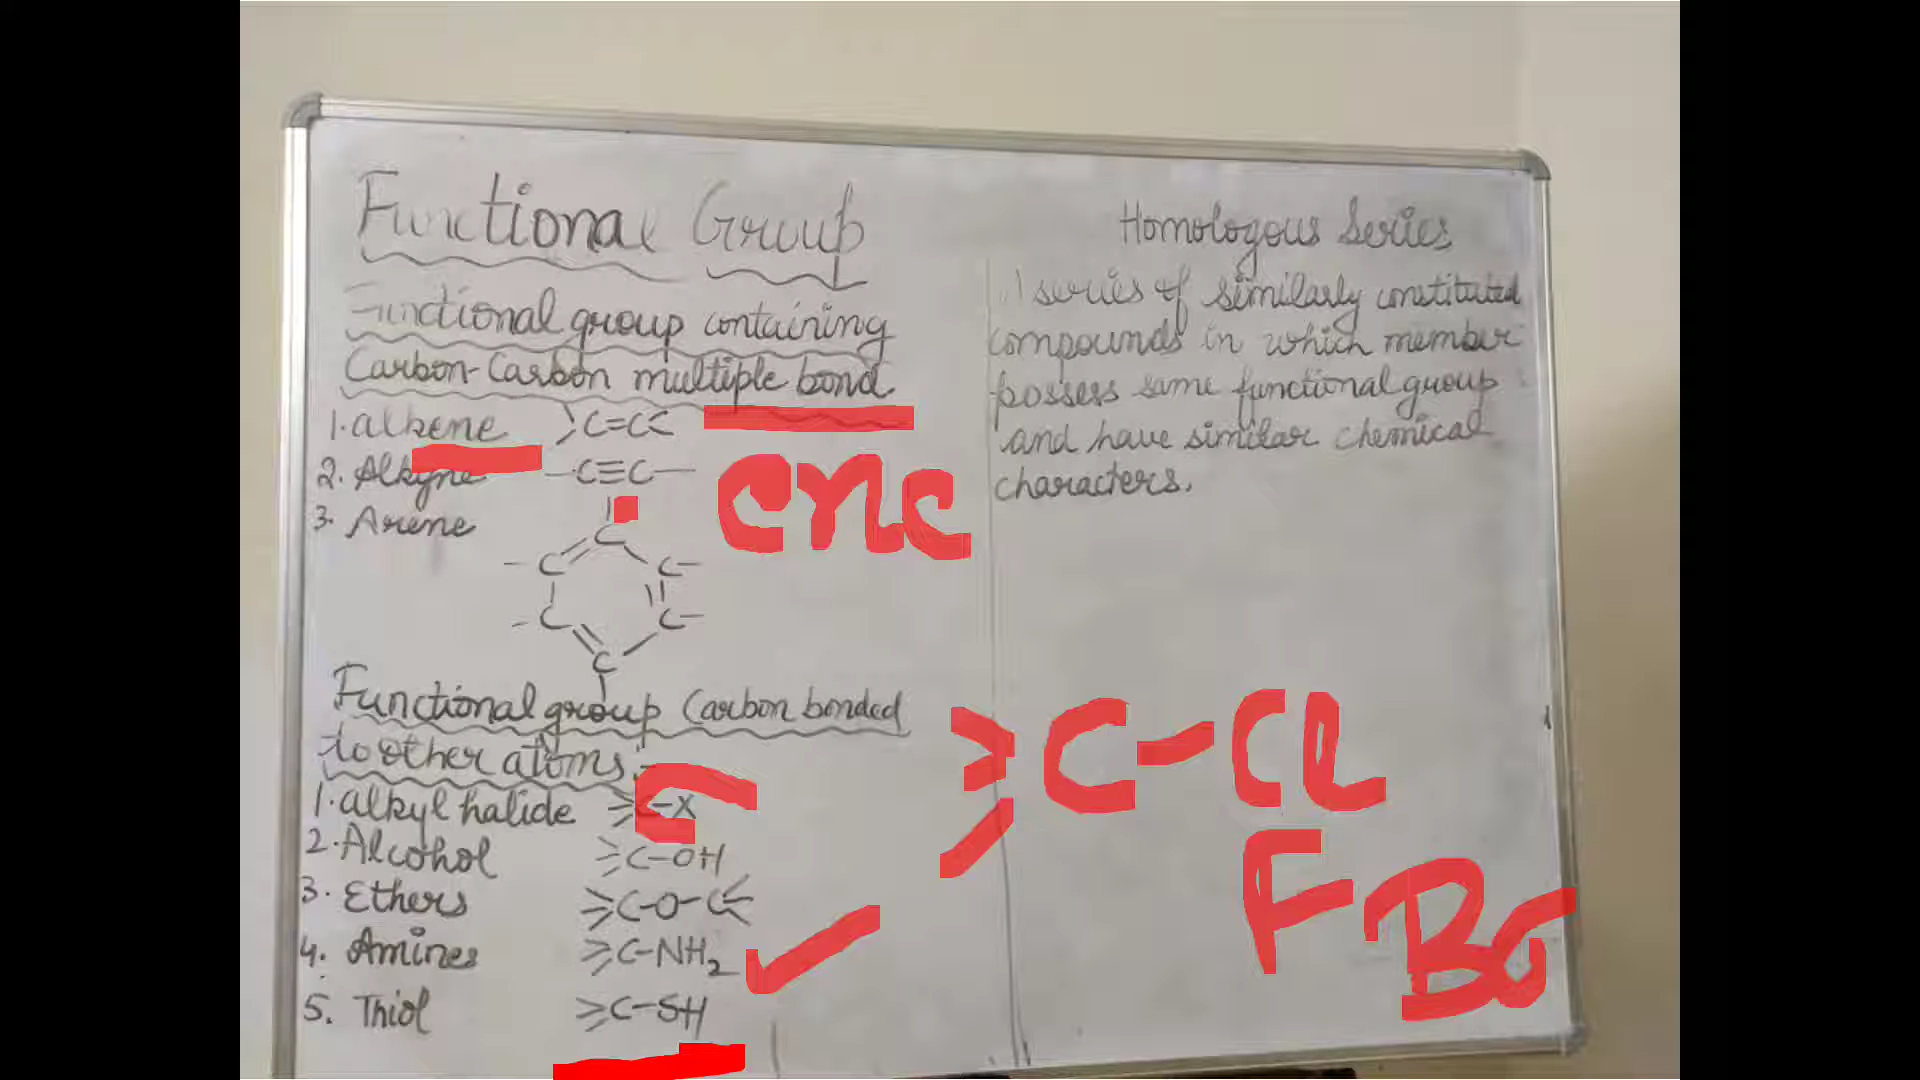 Functional Group
Functional group containing
Carbon-Carbon multiple bond
1. alkene >C=C<
2. Alkyne -C≡C-
3. Arene
C
C C-
C C-
C
Functional group Carbon bonded
to other atoms:-
1. alkyl halide C-X
2. Alcohol C-OH
3. Ethers C-O-C
4. Amines C-NH2
5. Thiol C-SH
Homologous Series
series of similarly constituted
compounds in which member
possess same functional group
and have similar chemical
characters.
C-Cl
F
Br